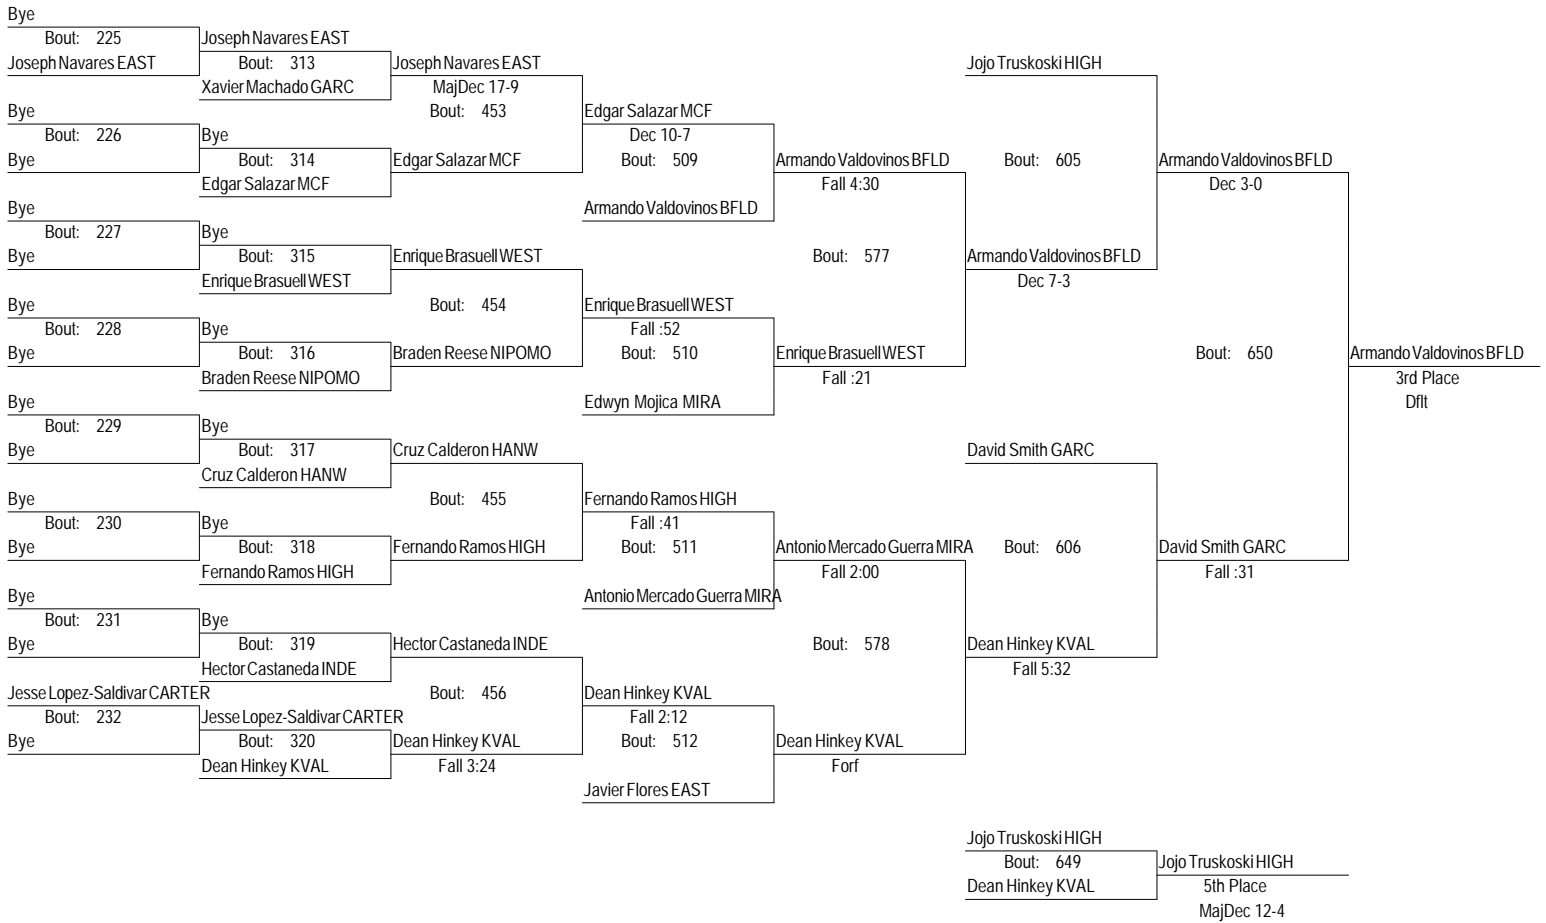 Bye
Bout: 225
Joseph Navares EAST
Joseph Navares EAST
Bout: 313
Xavier Machado GARC
Joseph Navares EAST
MajDec 17-9
Bye
Bout: 226
Bye
Bye
Bout: 314
Edgar Salazar MCF
Bout: 453
Edgar Salazar MCF
Edgar Salazar MCF
Dec 10-7
Bout: 509
Armando Valdovinos BFLD
Armando Valdovinos BFLD
Fall 4:30
Bye
Bout: 227
Bye
Bye
Bout: 315
Enrique Brasuell WEST
Enrique Brasuell WEST
Bye
Bout: 228
Bye
Bye
Bout: 316
Braden Reese NIPOMO
Bout: 454
Braden Reese NIPOMO
Enrique Brasuell WEST
Fall :52
Bout: 510
Edwyn Mojica MIRA
Enrique Brasuell WEST
Fall :21
Bout: 577
Armando Valdovinos BFLD
Dec 7-3
Jojo Truskoski HIGH
Bout: 605
Armando Valdovinos BFLD
Dec 3-0
Bye
Bout: 229
Bye
Bye
Bout: 317
Cruz Calderon HANW
Cruz Calderon HANW
Bye
Bout: 230
Bye
Bye
Bout: 318
Fernando Ramos HIGH
Bout: 455
Fernando Ramos HIGH
Fernando Ramos HIGH
Fall :41
Bout: 511
Antonio Mercado Guerra MIRA
Antonio Mercado Guerra MIRA
Fall 2:00
Bye
Bout: 231
Bye
Bye
Bout: 319
Hector Castaneda INDE
Hector Castaneda INDE
Jesse Lopez-Saldivar CARTER
Bout: 232
Bye
Jesse Lopez-Saldivar CARTER
Bout: 320
Dean Hinkey KVAL
Bout: 456
Dean Hinkey KVAL
Fall 3:24
Dean Hinkey KVAL
Fall 2:12
Bout: 512
Javier Flores EAST
Dean Hinkey KVAL
Forf
Bout: 578
Dean Hinkey KVAL
Fall 5:32
David Smith GARC
Bout: 606
David Smith GARC
Fall :31
Bout: 650
Armando Valdovinos BFLD
3rd Place
Dflt
Jojo Truskoski HIGH
Bout: 649
Dean Hinkey KVAL
Jojo Truskoski HIGH
5th Place
MajDec 12-4